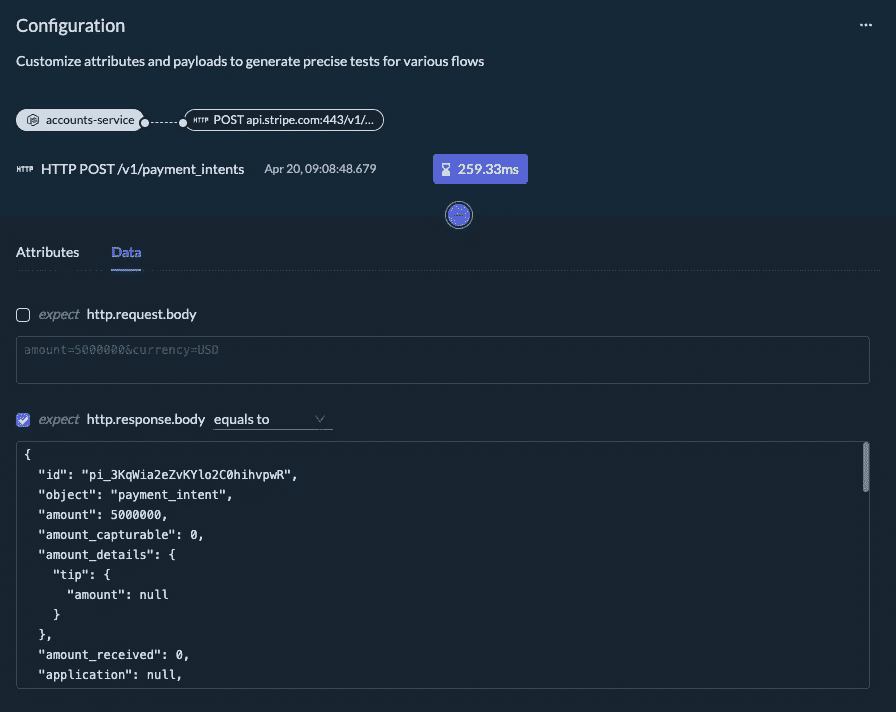 Configuration
...
Customize attributes and payloads to generate precise tests for various flows
accounts-service
HTTP POST api.stripe.com:443/v1/...
HTTP HTTP POST /v1/payment_intents Apr 20, 09:08:48.679 259.33ms
Attributes Data
expect http.request.body
amount=5000000&currency=USD
expect http.response.body equals to
{
"id": "pi_3KqWia2eZvKYlo2C0hihvpwR",
"object": "payment_intent",
"amount": 5000000,
"amount_capturable": 0,
"amount_details": {
"tip": {
"amount": null
}
},
"amount_received": 0,
"application": null,